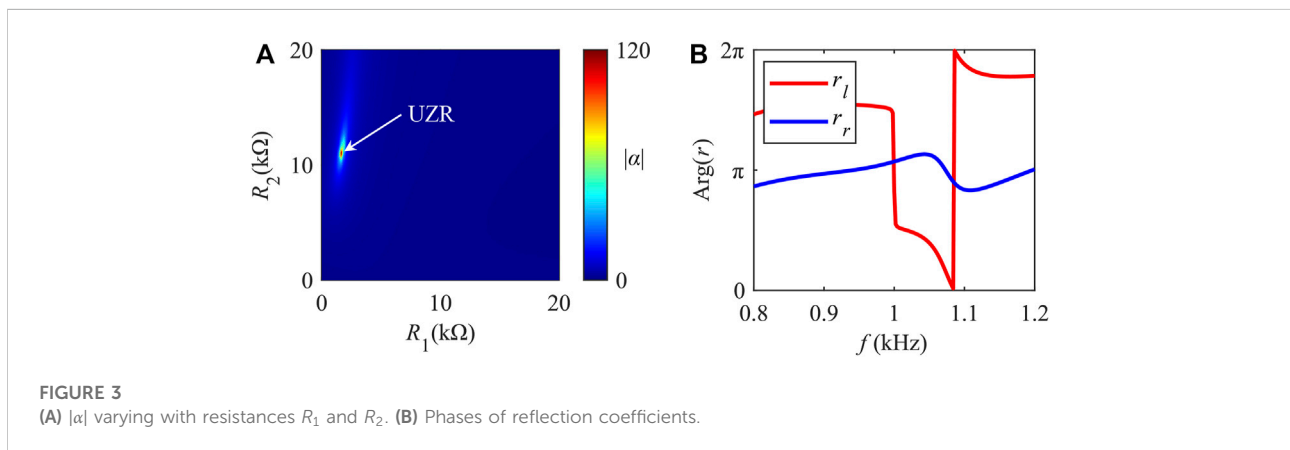 A
20
10
0
0
10
20
R₂(kΩ)
R₁(kΩ)
UZR
120
|α|
0
B
2π
π
0
Arg(r)
r_l
r_r
0.8
0.9
1
1.1
1.2
f (kHz)
FIGURE 3
(A) |α| varying with resistances R₁ and R₂. (B) Phases of reflection coefficients.